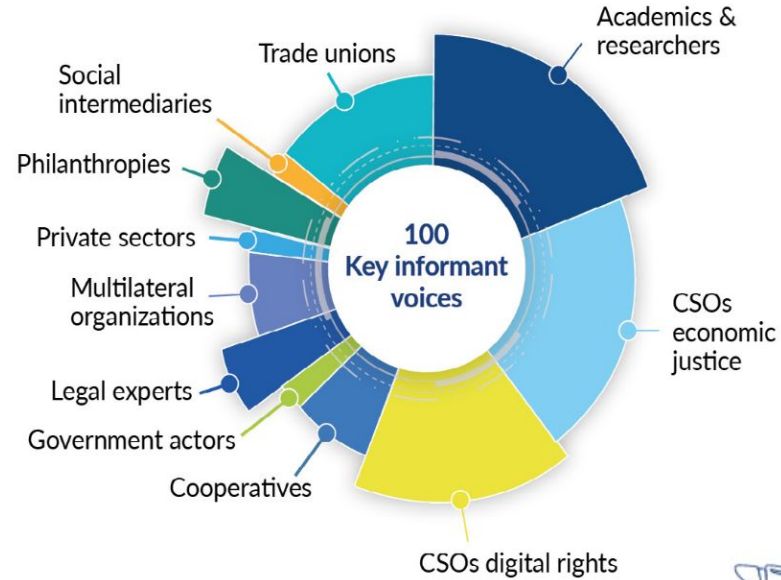 Academics &
researchers
Trade unions
Social
intermediaries
Philanthropies
Private sectors
Multilateral
organizations
Legal experts
Government actors
Cooperatives
CSOs digital rights
CSOs
economic
justice
100
Key informant
voices